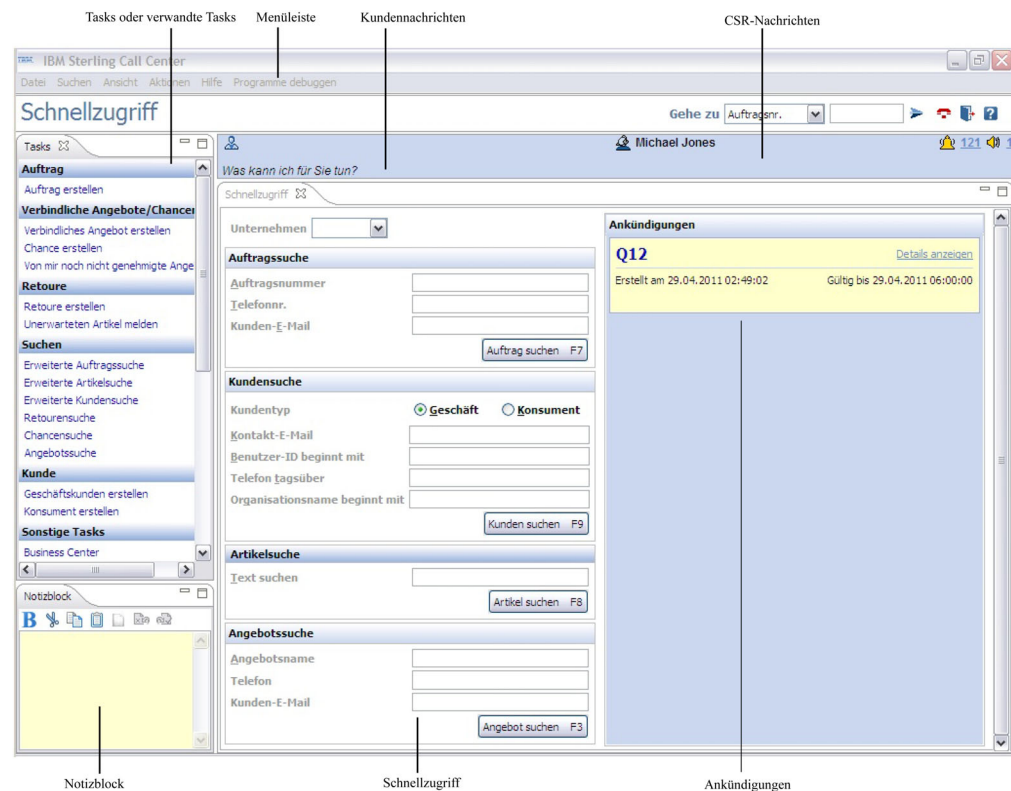 Tasks oder verwandte Tasks
Menüleiste
Kundennachrichten
CSR-Nachrichten
IBM Sterling Call Center
Datei Suchen Ansicht Aktionen Hilfe Programme debuggen
Schnellzugriff
Gehe zu Auftragsnr.
Tasks
Auftrag
Auftrag erstellen
Verbindliche Angebote/Chancen
Verbindliches Angebot erstellen
Chance erstellen
Von mir noch nicht genehmigte Ange
Retoure
Retoure erstellen
Unerwarteten Artikel melden
Suchen
Erweiterte Auftragssuche
Erweiterte Artikelsuche
Erweiterte Kundensuche
Retourensuche
Chancensuche
Angebotssuche
Kunde
Geschäftskunden erstellen
Konsument erstellen
Sonstige Tasks
Business Center
Notizblock
B
Michael Jones
121
1
Was kann ich für Sie tun?
Schnellzugriff
Unternehmen
Auftragssuche
Auftragsnummer
Telefonnr.
Kunden-E-Mail
Auftrag suchen F7
Kundensuche
Kundentyp Geschäft Konsument
Kontakt-E-Mail
Benutzer-ID beginnt mit
Telefon tagsüber
Organisationsname beginnt mit
Kunden suchen F9
Artikelsuche
Text suchen
Artikel suchen F8
Angebotssuche
Angebotsname
Telefon
Kunden-E-Mail
Angebot suchen F3
Ankündigungen
Q12 Details anzeigen
Erstellt am 29.04.2011 02:49:02 Gültig bis 29.04.2011 06:00:00
Notizblock
Schnellzugriff
Ankündigungen